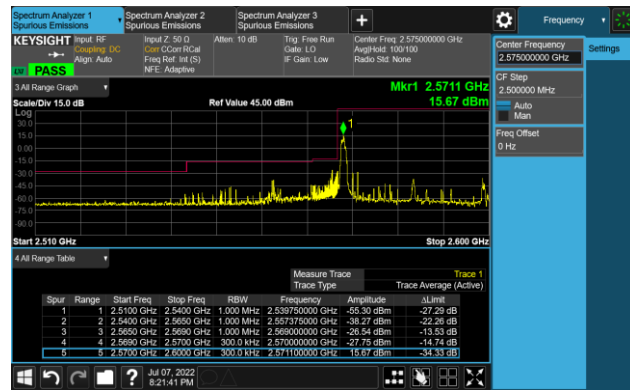 Spectrum Analyzer 1
Spurious Emissions
Spectrum Analyzer 2
Spurious Emissions
Spectrum Analyzer 3
Spurious Emissions
Frequency
KEYSIGHT
Input: RF
Coupling: DC
Align: Auto
Input Z: 50 Ω
Corr CCorr RCal
Freq Ref: Int (S)
NFE: Adaptive
Atten: 10 dB
Trig: Free Run
Gate: LO
IF Gain: Low
Center Freq: 2.575000000 GHz
Avg|Hold: 100/100
Radio Std: None
PASS
Center Frequency
2.575000000 GHz
Settings
CF Step
2.500000 MHz
Auto
Man
Freq Offset
0 Hz
3 All Range Graph
Mkr1 2.5711 GHz
Scale/Div 15.0 dB
Ref Value 45.00 dBm
15.67 dBm
Log
30.0
15.0
0.00
-15.0
-30.0
-45.0
-60.0
-75.0
-90.0
1
Start 2.510 GHz
Stop 2.600 GHz
4 All Range Table
Measure Trace Trace 1
Trace Type Trace Average (Active)
Spur Range Start Freq Stop Freq RBW Frequency Amplitude ΔLimit
1 1 2.5100 GHz 2.5400 GHz 1.000 MHz 2.539750000 GHz -55.30 dBm -27.29 dB
2 2 2.5400 GHz 2.5650 GHz 1.000 MHz 2.557375000 GHz -38.27 dBm -22.26 dB
3 3 2.5650 GHz 2.5690 GHz 1.000 MHz 2.569000000 GHz -26.54 dBm -13.53 dB
4 4 2.5690 GHz 2.5700 GHz 300.0 kHz 2.570000000 GHz -27.75 dBm -14.74 dB
5 5 2.5700 GHz 2.6000 GHz 300.0 kHz 2.571100000 GHz 15.67 dBm -34.33 dB
Jul 07, 2022
8:21:41 PM